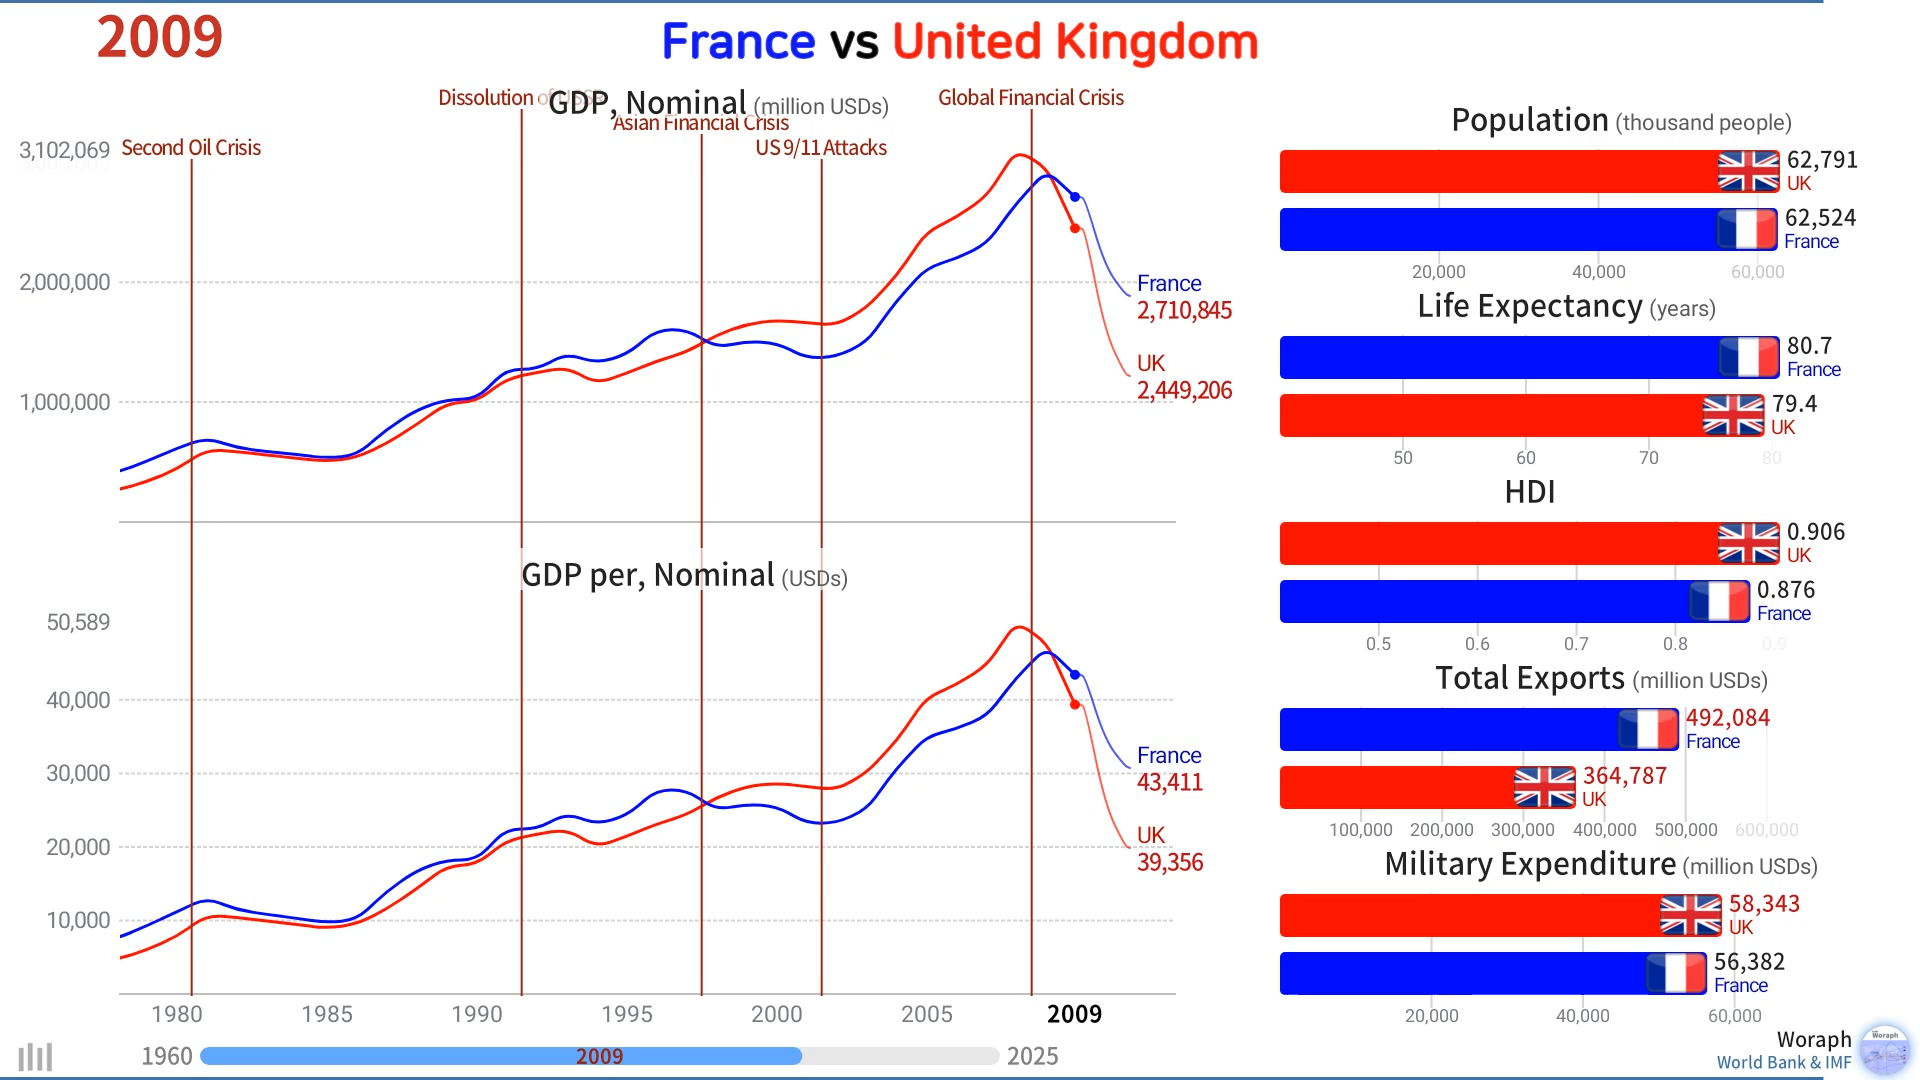 2009
France vs United Kingdom
Dissolution of USSR
GDP, Nominal (million USDs)
Global Financial Crisis
Asian Financial Crisis
Second Oil Crisis
US 9/11 Attacks
3,102,069
2,000,000
1,000,000
France
2,710,845
UK
2,449,206
GDP per, Nominal (USDs)
50,589
40,000
30,000
20,000
10,000
France
43,411
UK
39,356
1980 1985 1990 1995 2000 2005 2009
1960 2009 2025
Population (thousand people)
62,791
UK
62,524
France
20,000 40,000 60,000
Life Expectancy (years)
80.7
France
79.4
UK
50 60 70 80
HDI
0.906
UK
0.876
France
0.5 0.6 0.7 0.8 0.9
Total Exports (million USDs)
492,084
France
364,787
UK
100,000 200,000 300,000 400,000 500,000 600,000
Military Expenditure (million USDs)
58,343
UK
56,382
France
20,000 40,000 60,000
Woraph
World Bank & IMF
Woraph